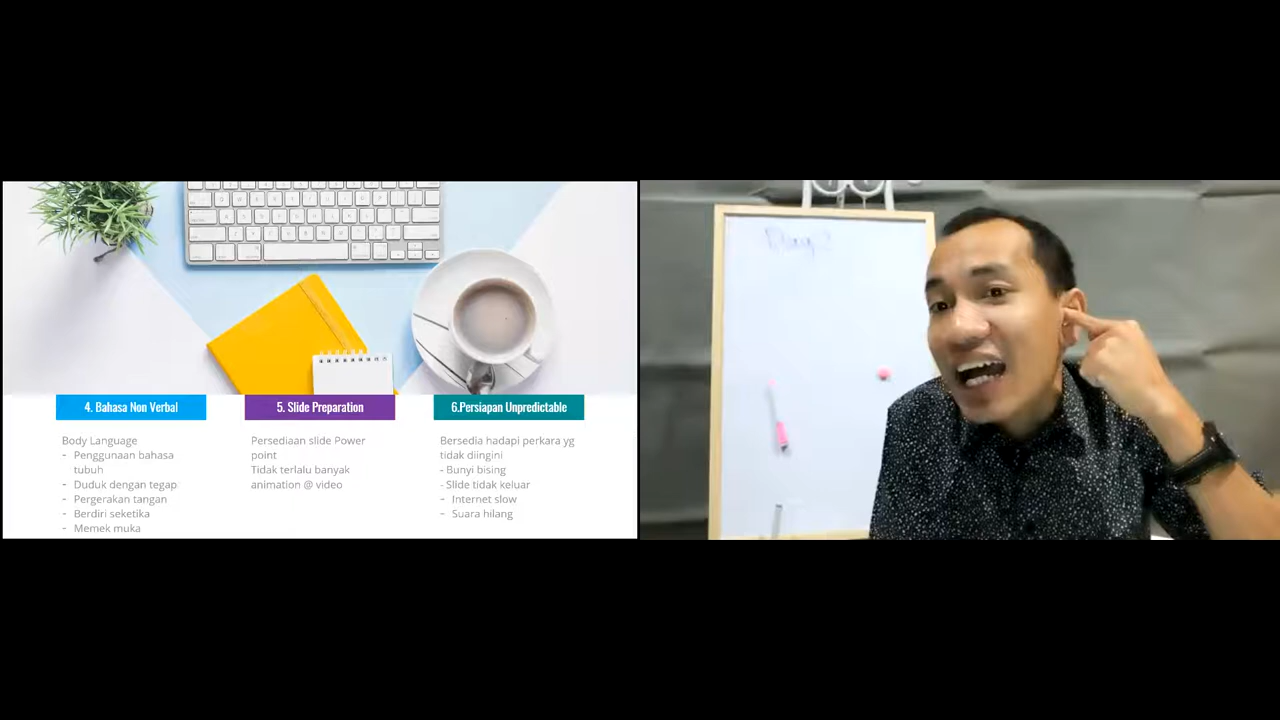 4. Bahasa Non Verbal
Body Language
- Penggunaan bahasa
tubuh
- Duduk dengan tegap
- Pergerakan tangan
- Berdiri seketika
- Memek muka
5. Slide Preparation
Persediaan slide Power
point
Tidak terlalu banyak
animation @ video
6.Persiapan Unpredictable
Bersedia hadapi perkara yg
tidak diingini
- Bunyi bising
- Slide tidak keluar
- Internet slow
- Suara hilang